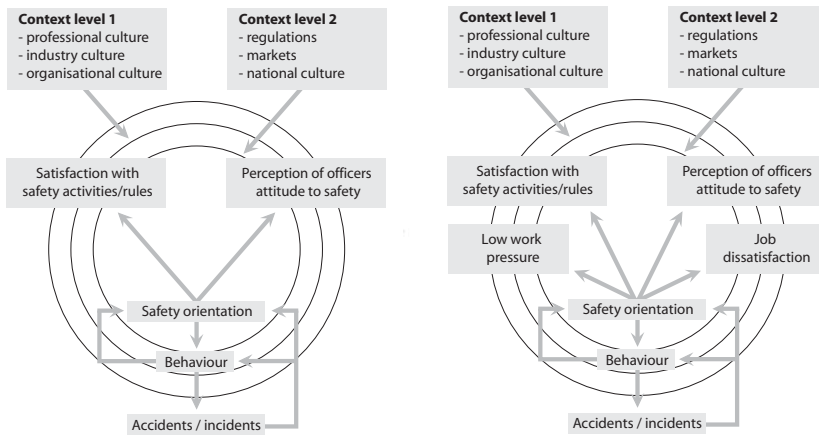 Context level 1
- professional culture
- industry culture
- organisational culture
Context level 2
- regulations
- markets
- national culture
Satisfaction with
safety activities/rules
Perception of officers
attitude to safety
Safety orientation
Behaviour
Accidents / incidents
Context level 1
- professional culture
- industry culture
- organisational culture
Context level 2
- regulations
- markets
- national culture
Satisfaction with
safety activities/rules
Perception of officers
attitude to safety
Low work
pressure
Job
dissatisfaction
Safety orientation
Behaviour
Accidents / incidents